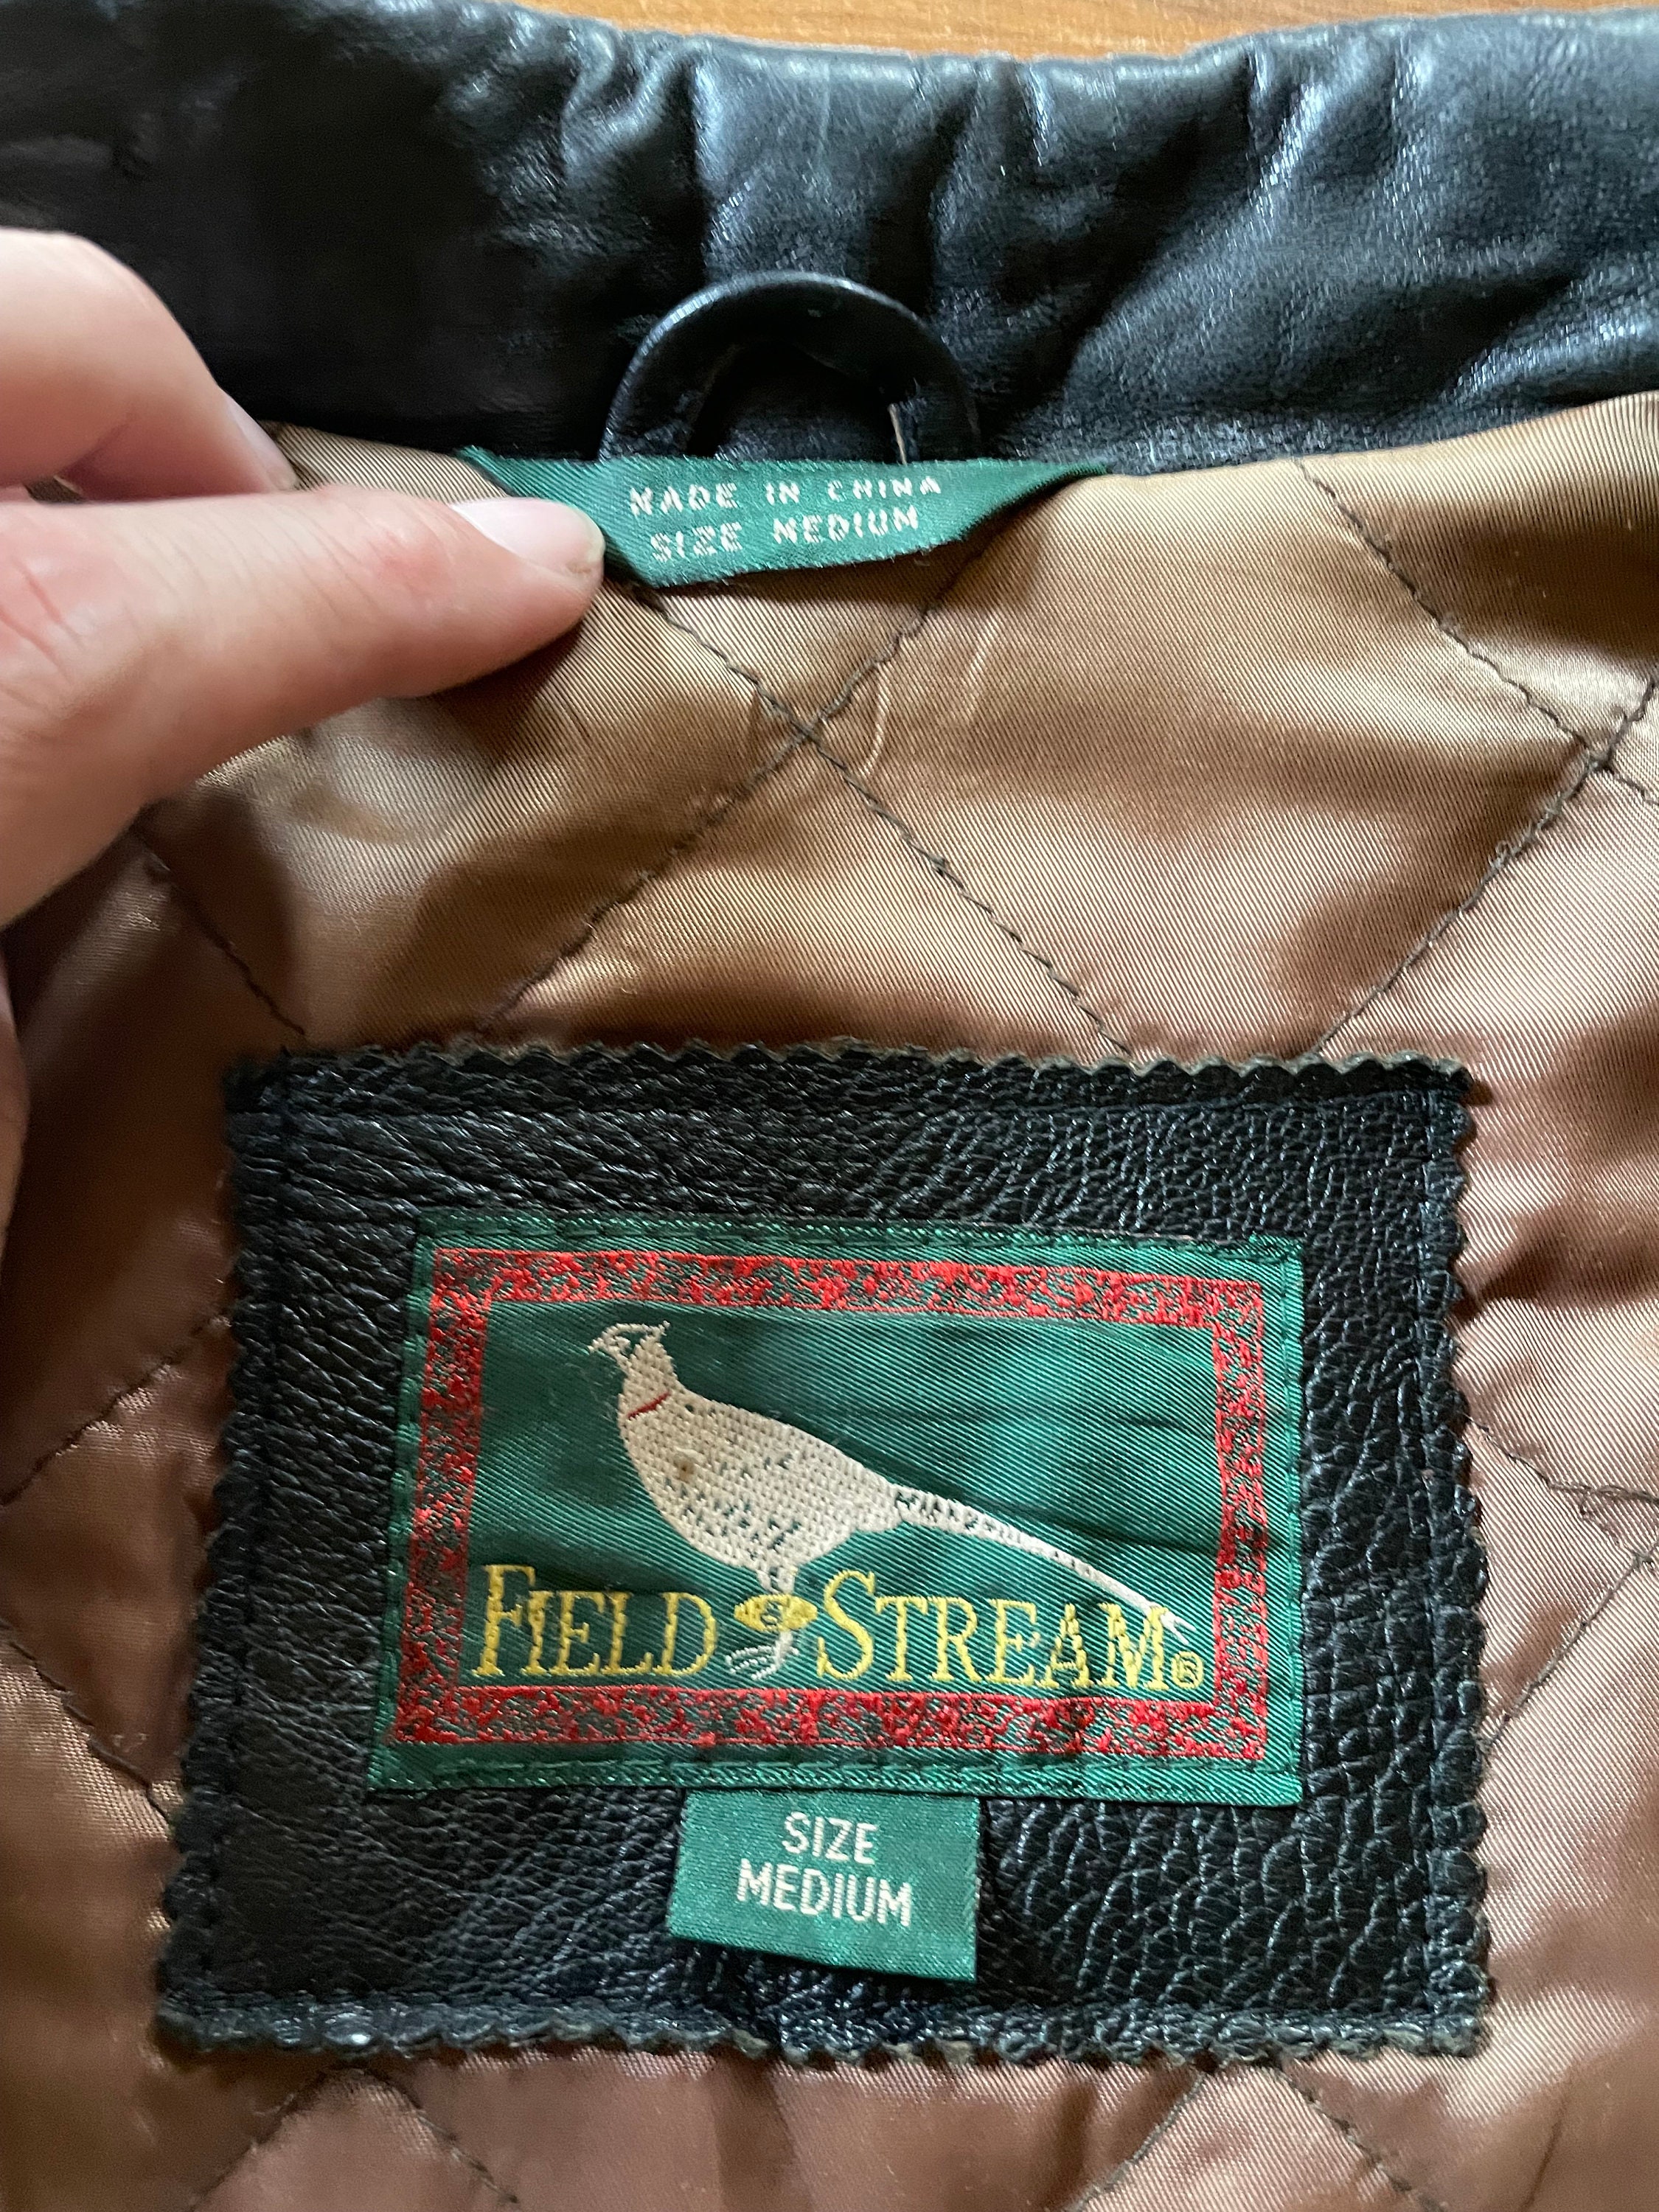 MADE IN CHINA
SIZE MEDIUM
FIELD & STREAM®
SIZE
MEDIUM